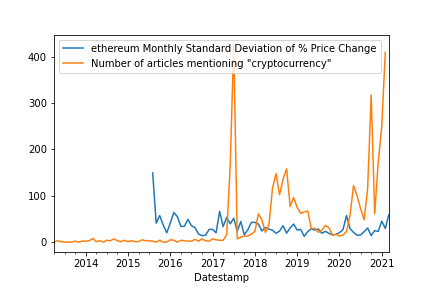 ethereum Monthly Standard Deviation of % Price Change
Number of articles mentioning "cryptocurrency"
400
300
200
100
0
2014 2015 2016 2017 2018 2019 2020 2021
Datestamp